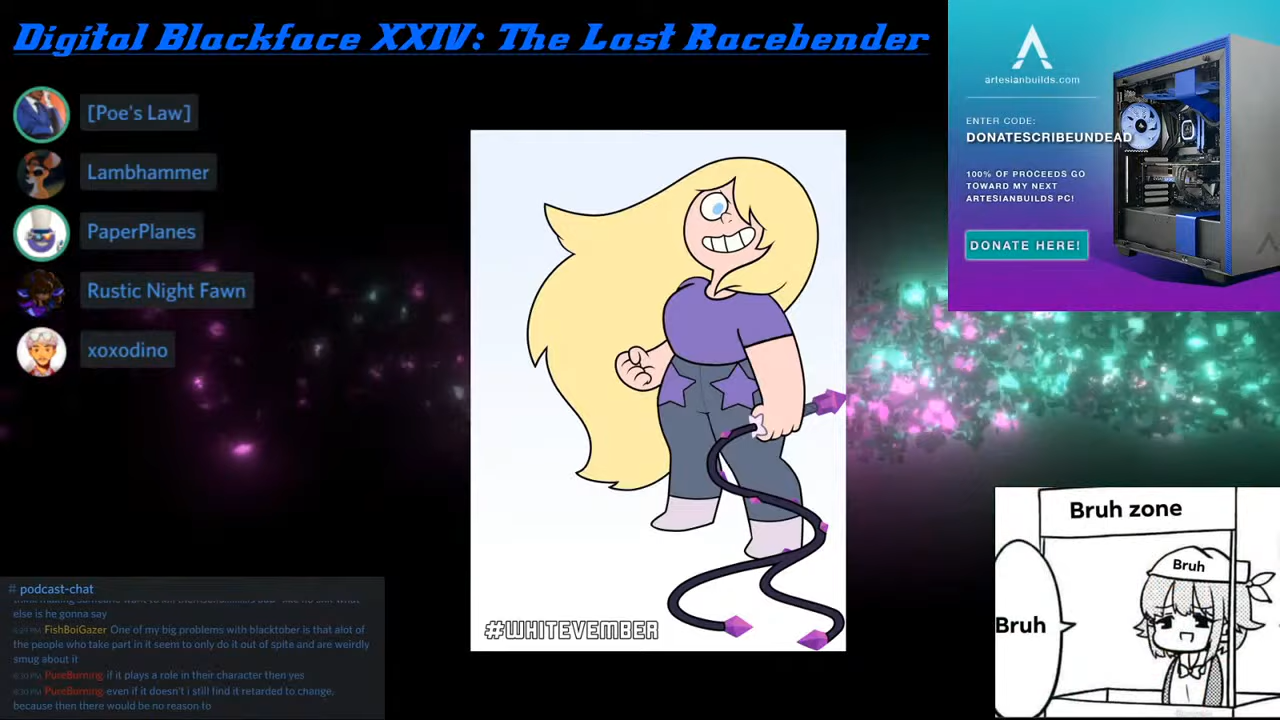 Digital Blackface XXIV: The Last Racebender
[Poe's Law]
Lambhammer
PaperPlanes
Rustic Night Fawn
xoxodino
artesianbuilds.com
ENTER CODE:
DONATESCRIBEUNDEAD
100% OF PROCEEDS GO
TOWARD MY NEXT
ARTESIANBUILDS PC!
DONATE HERE!
#WHITEVEMBER
Bruh zone
Bruh
Bruh
# podcast-chat
else is he gonna say
FishBoiGazer One of my big problems with blacktober is that alot of
the people who take part in it seem to only do it out of spite and are weirdly
smug about it
PureBurning if it plays a role in their character then yes
PureBurning even if it doesn't i still find it retarded to change,
because then there would be no reason to